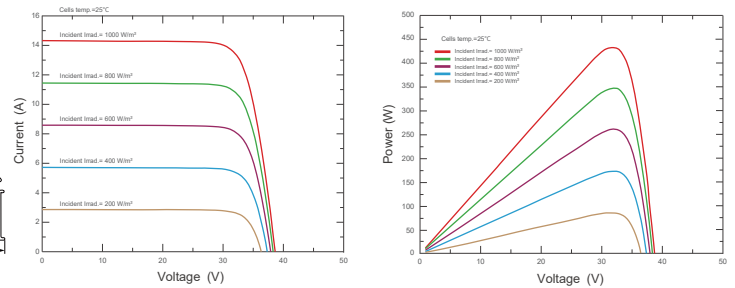 Cells temp.=25°C
16
14
12
10
8
6
4
2
0
Current (A)
Incident Irrad.= 1000 W/m²
Incident Irrad.= 800 W/m²
Incident Irrad.= 600 W/m²
Incident Irrad.= 400 W/m²
Incident Irrad.= 200 W/m²
0 10 20 30 40 50
Voltage (V)
500
450
400
350
300
250
200
150
100
50
0
Power (W)
Cells temp.=25°C
Incident Irrad.= 1000 W/m²
Incident Irrad.= 800 W/m²
Incident Irrad.= 600 W/m²
Incident Irrad.= 400 W/m²
Incident Irrad.= 200 W/m²
0 10 20 30 40 50
Voltage (V)